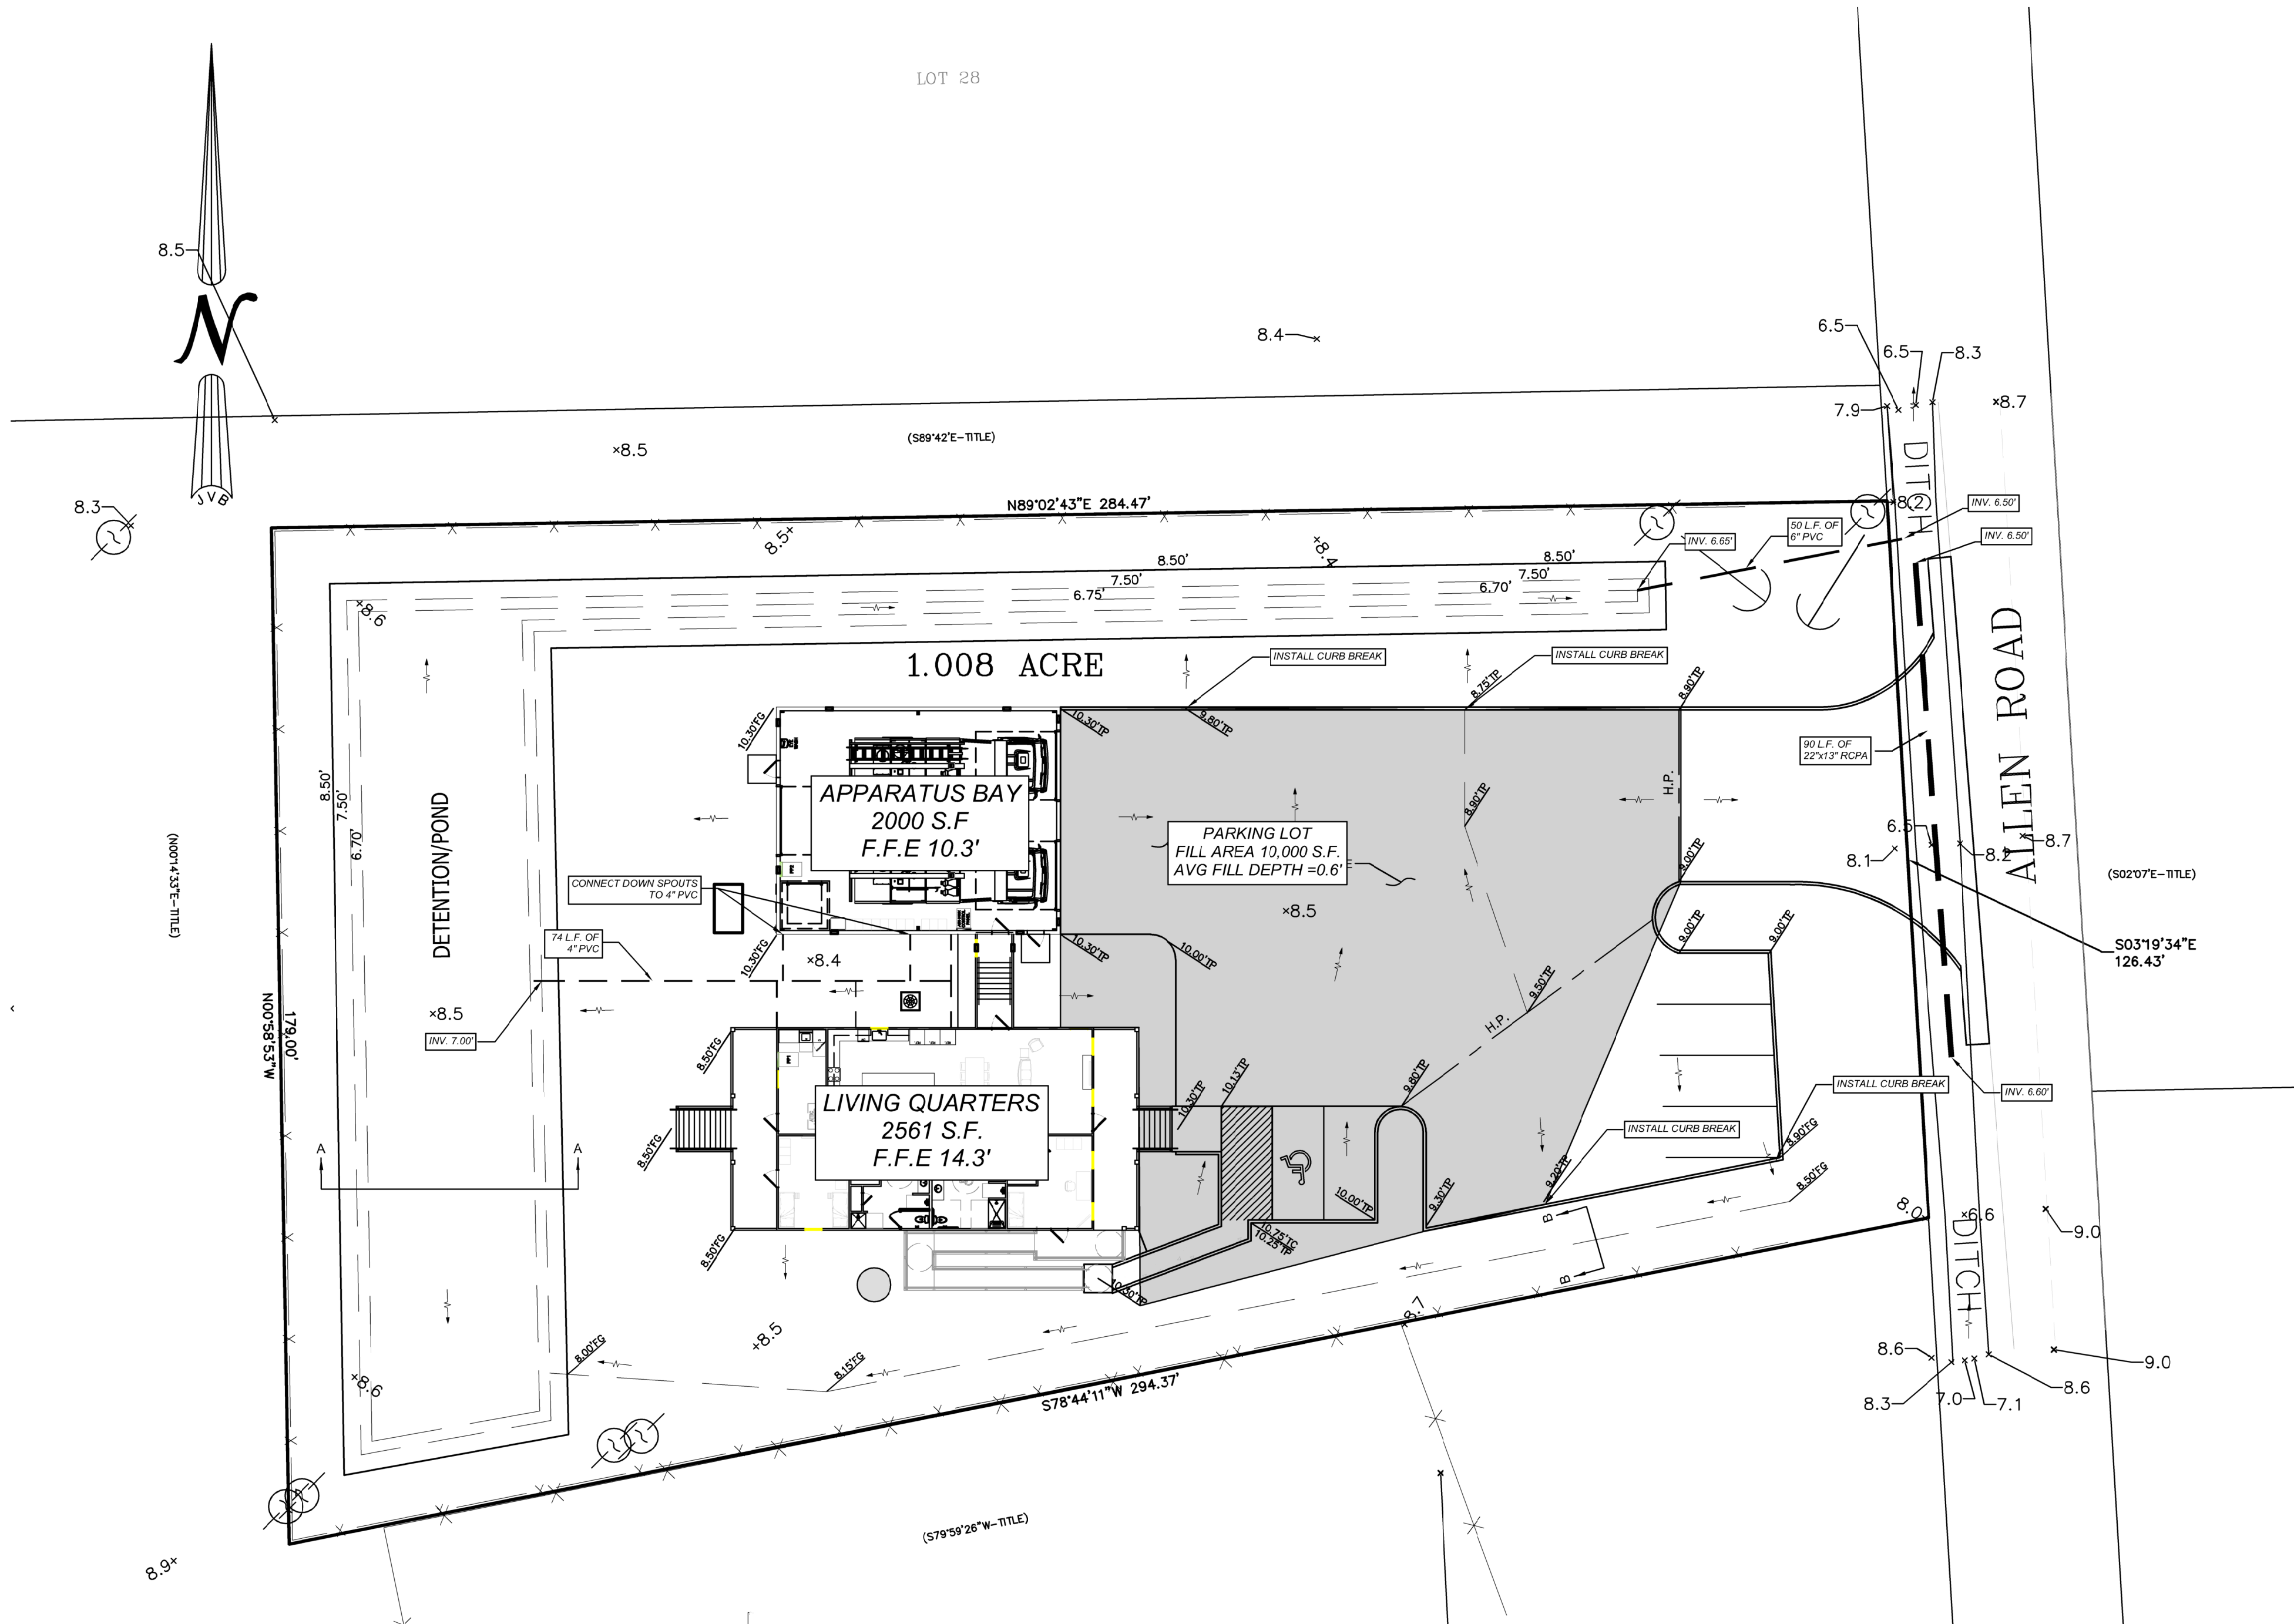 LOT 28
8.5
N
JVB
8.4
6.5
6.5
8.3
7.9
8.7
8.5
(S89°42'E-TITLE)
DITCH
8.3
N89°02'43"E 284.47'
8.2
INV. 6.50'
50 L.F. OF
6" PVC
INV. 6.50'
INV. 6.65'
8.5
8.4
8.50'
8.50'
7.50'
7.50'
6.75'
6.70'
8.6
1.008 ACRE
INSTALL CURB BREAK
INSTALL CURB BREAK
8.75'TP
8.90'TP
10.30'FG
10.30'TP
9.80'TP
ALLEN ROAD
90 L.F. OF
22"x13" RCPA
H.P.
8.50'
7.50'
6.70'
DETENTION/POND
APPARATUS BAY
2000 S.F
F.F.E 10.3'
8.90'TP
PARKING LOT
FILL AREA 10,000 S.F.
AVG FILL DEPTH =0.6'
9.00'TP
6.5
8.1
8.2
8.7
(S02°07'E-TITLE)
(N00°14'33"E-TITLE)
CONNECT DOWN SPOUTS
TO 4" PVC
8.5
74 L.F. OF
4" PVC
10.30'FG
8.4
10.30'TP
10.00'TP
9.00'TP
9.00'TP
S03°19'34"E
126.43'
9.50'TP
H.P.
8.5
INV. 7.00'
N00°58'53"W
179.00'
8.50'FG
10.30'TP
10.13'TP
9.80'TP
INSTALL CURB BREAK
INV. 6.60'
LIVING QUARTERS
2561 S.F.
F.F.E 14.3'
INSTALL CURB BREAK
8.90'FG
8.50'FG
A
A
9.20'TP
8.50'FG
10.00'TP
9.30'TP
B
B
8.0
6.6
DITCH
9.0
8.50'FG
10.75'TC
10.25'TP
10.30'TP
8.7
8.5
8.00'FG
8.15'FG
8.6
8.6
9.0
8.3
7.0
7.1
8.6
S78°44'11"W 294.37'
(S79°59'26"W-TITLE)
8.9